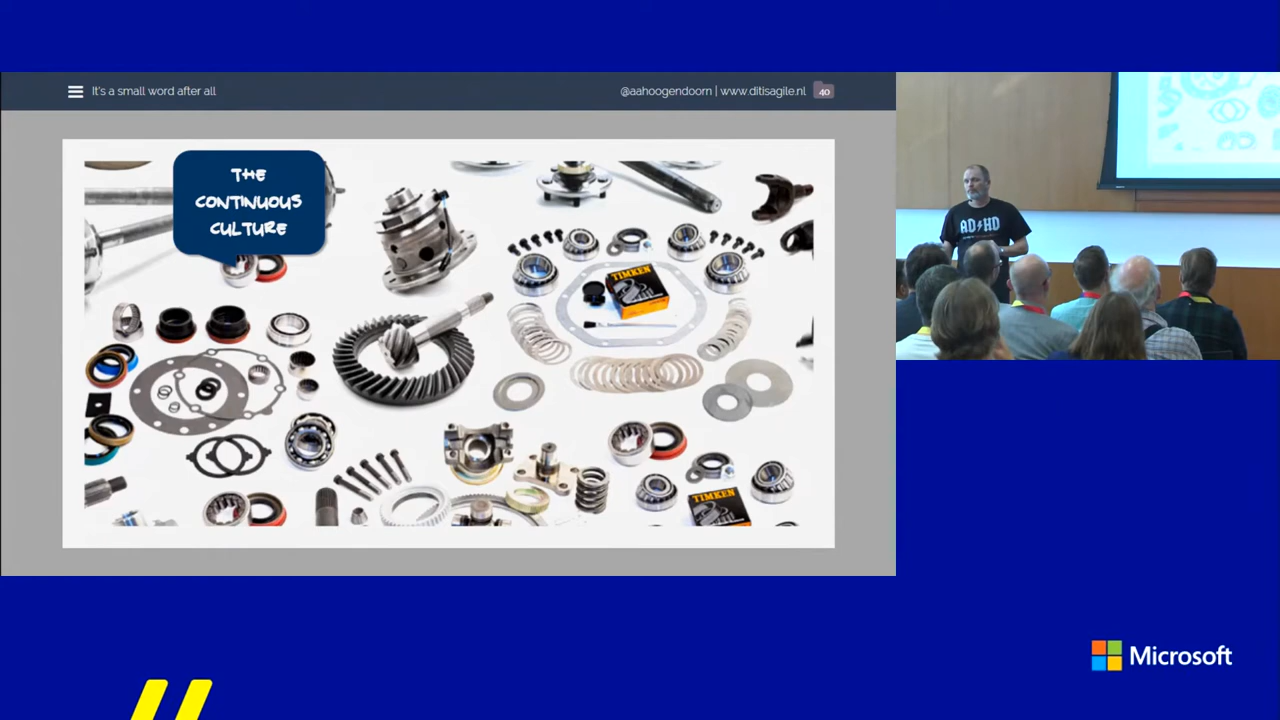 It's a small word after all
@aahoogendoorn | www.ditisagile.nl 40
THE
CONTINUOUS
CULTURE
TIMKEN
TIMKEN
AD⚡HD
Microsoft